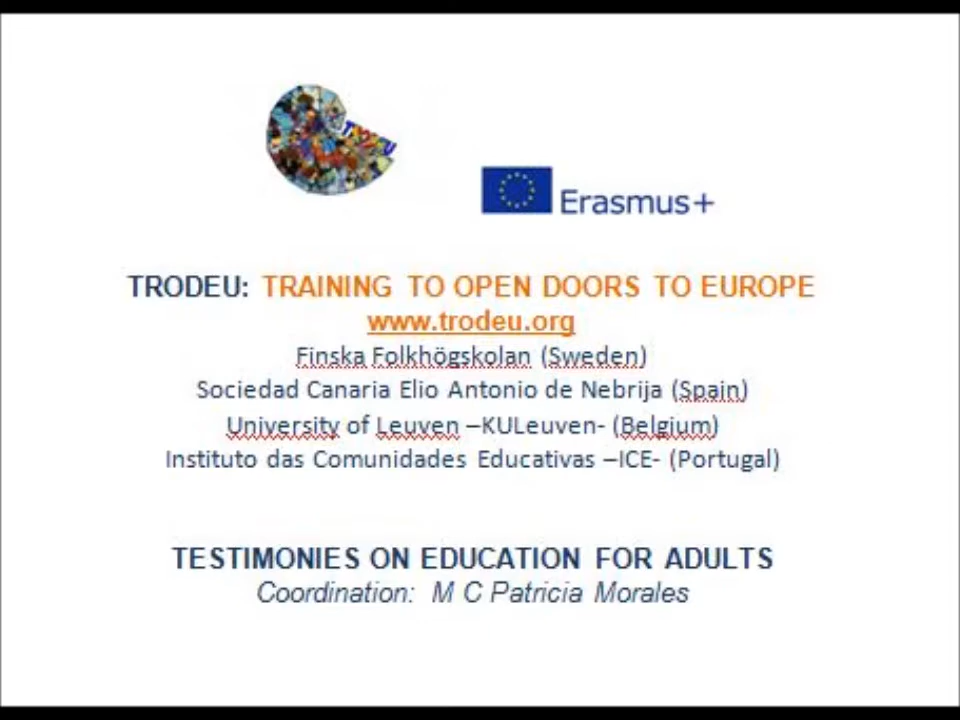 TRODEU
Erasmus+
TRODEU: TRAINING TO OPEN DOORS TO EUROPE
www.trodeu.org
Finska Folkhögskolan (Sweden)
Sociedad Canaria Elio Antonio de Nebrija (Spain)
University of Leuven –KULeuven- (Belgium)
Instituto das Comunidades Educativas –ICE- (Portugal)
TESTIMONIES ON EDUCATION FOR ADULTS
Coordination: M C Patricia Morales